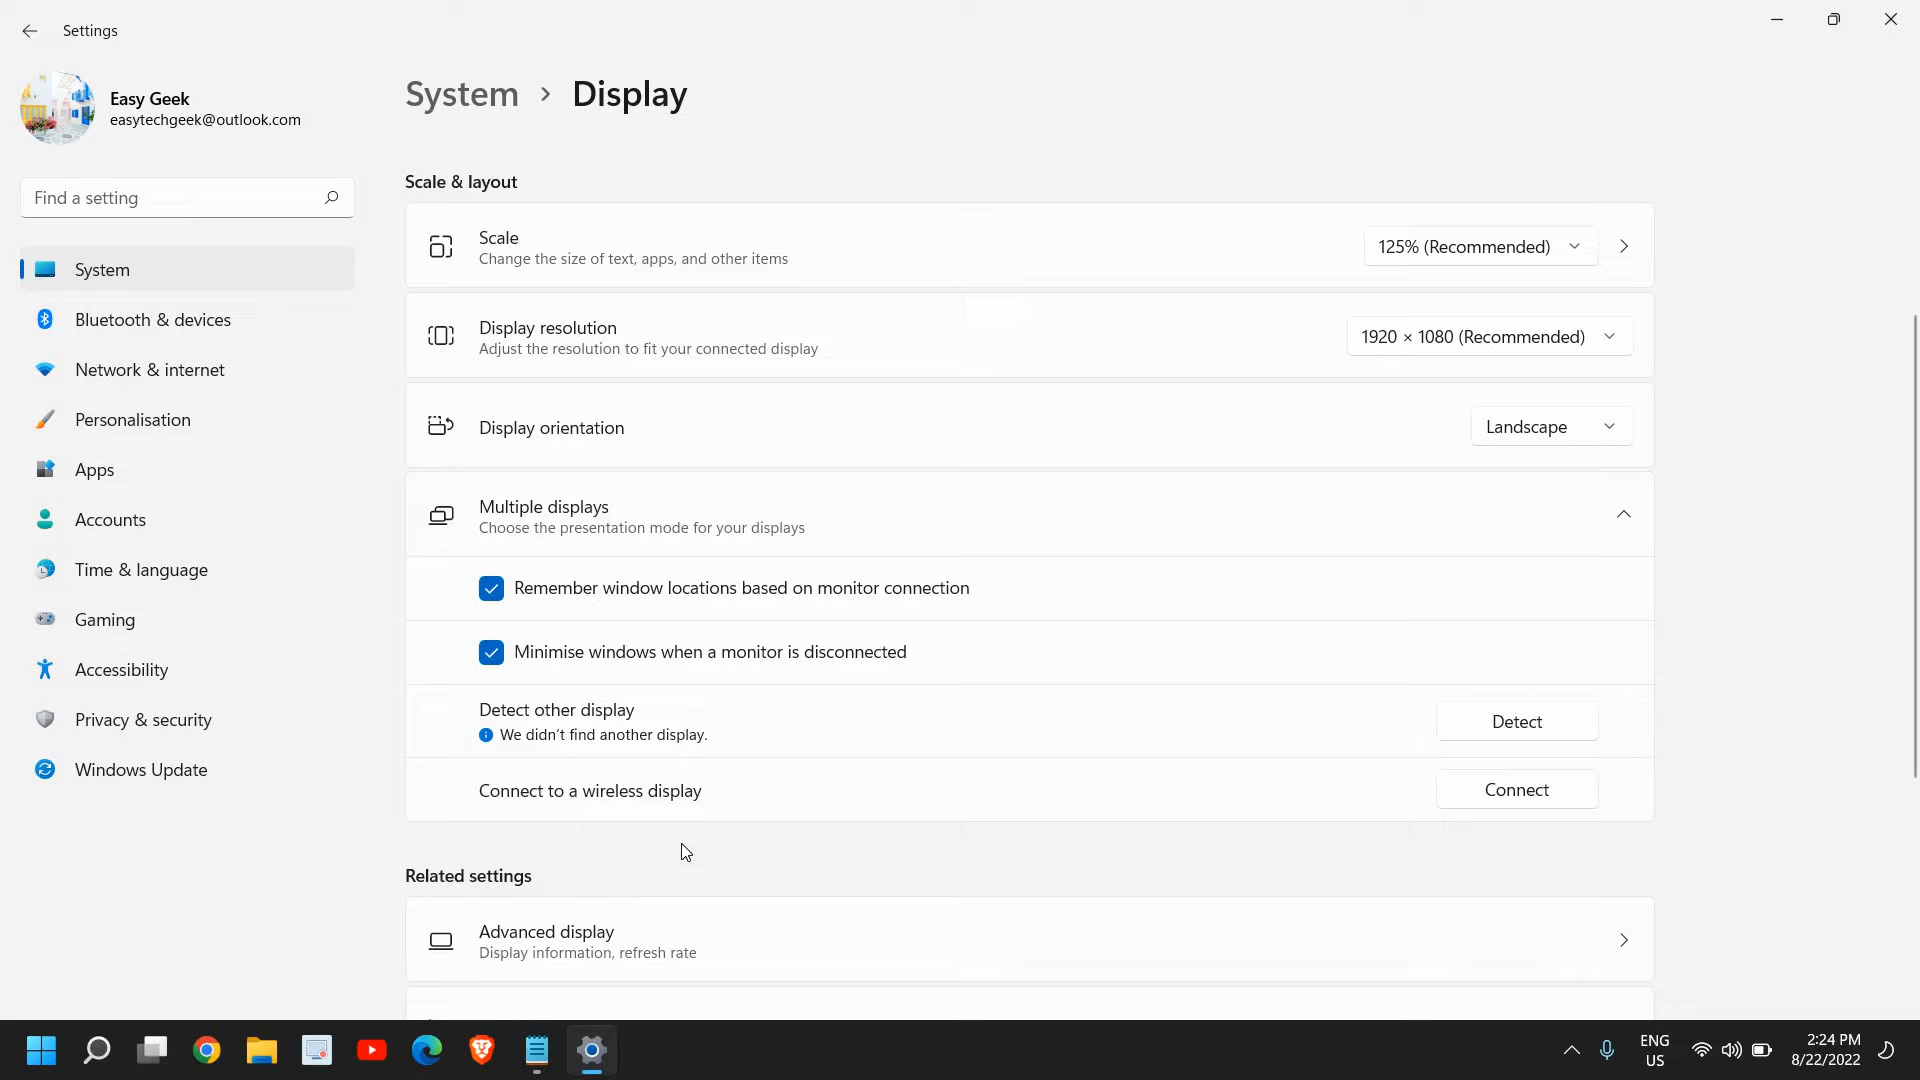 Settings
Easy Geek
easytechgeek@outlook.com
Find a setting
System
Bluetooth & devices
Network & internet
Personalisation
Apps
Accounts
Time & language
Gaming
Accessibility
Privacy & security
Windows Update
System › Display
Scale & layout
Scale
Change the size of text, apps, and other items
125% (Recommended)
Display resolution
Adjust the resolution to fit your connected display
1920 × 1080 (Recommended)
Display orientation
Landscape
Multiple displays
Choose the presentation mode for your displays
Remember window locations based on monitor connection
Minimise windows when a monitor is disconnected
Detect other display
We didn't find another display.
Detect
Connect to a wireless display
Connect
Related settings
Advanced display
Display information, refresh rate
ENG
US
2:24 PM
8/22/2022